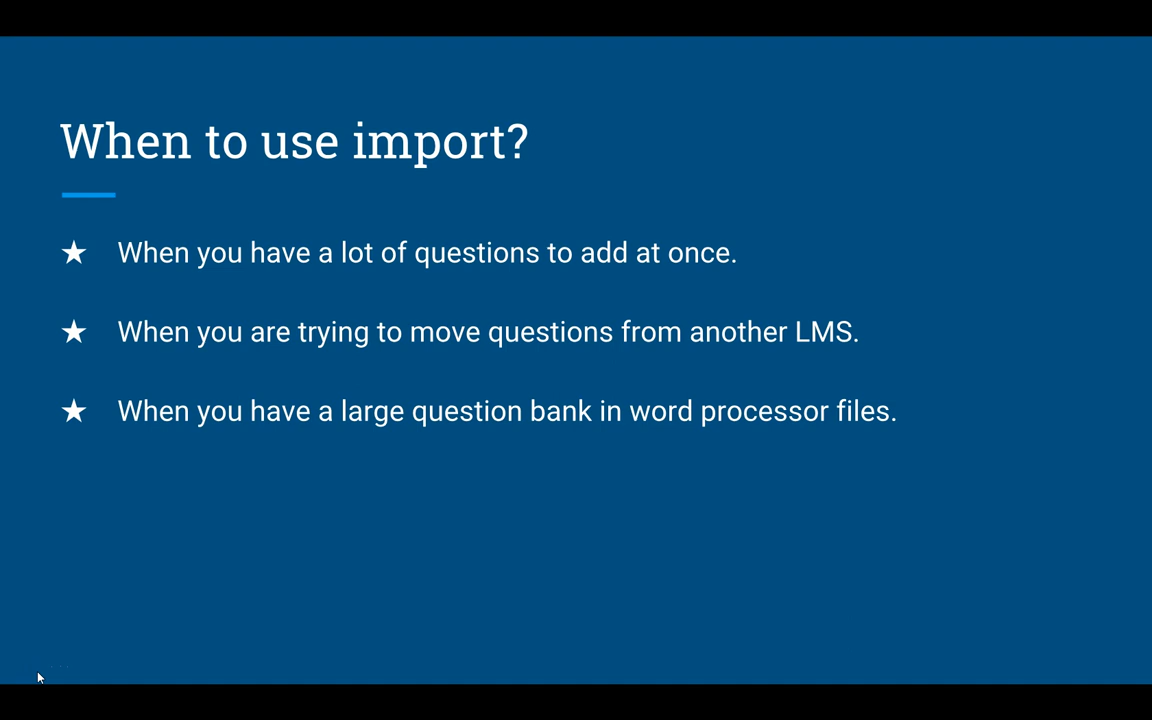 When to use import?
★ When you have a lot of questions to add at once.
★ When you are trying to move questions from another LMS.
★ When you have a large question bank in word processor files.